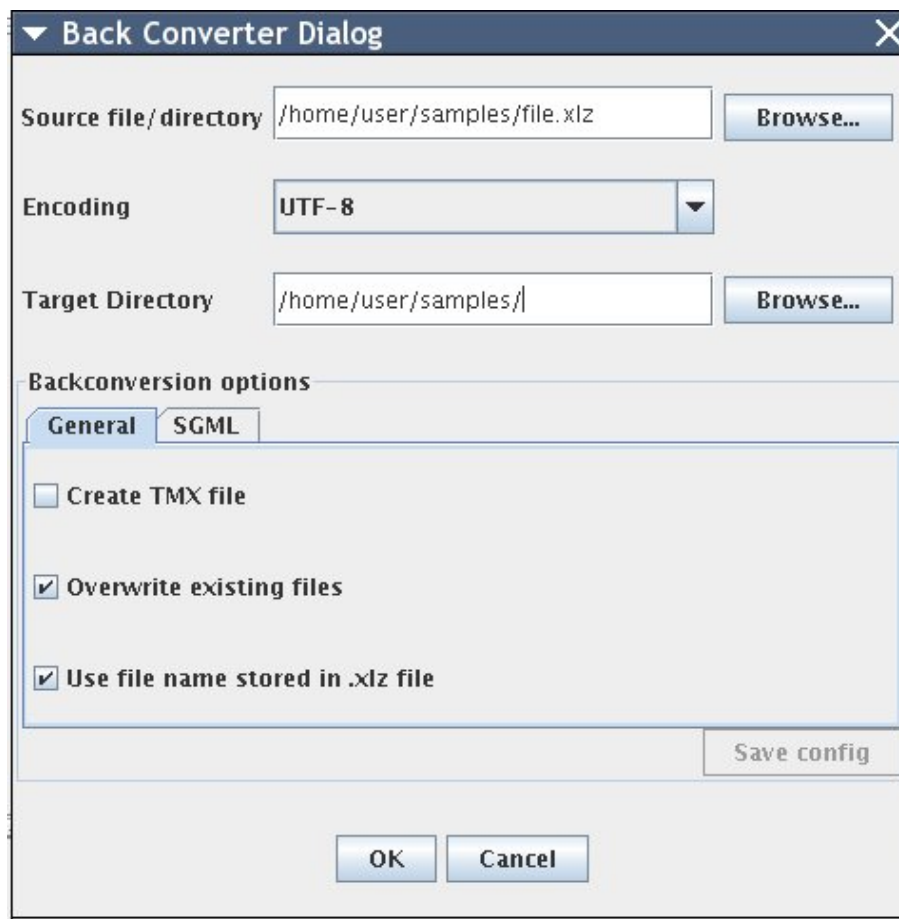 Back Converter Dialog
Source file/directory /home/user/samples/file.xlz Browse...
Encoding UTF-8
Target Directory /home/user/samples/ Browse...
Backconversion options
General SGML
Create TMX file
Overwrite existing files
Use file name stored in .xlz file
Save config
OK Cancel